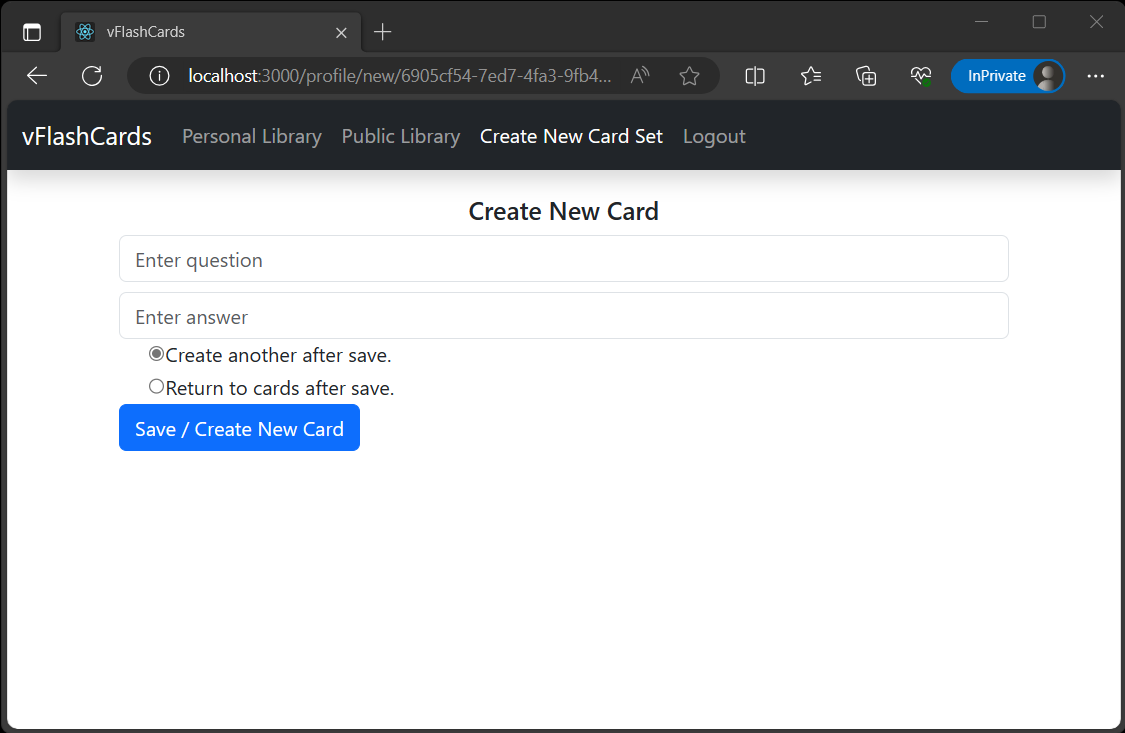 vFlashCards
localhost:3000/profile/new/6905cf54-7ed7-4fa3-9fb4...
InPrivate
vFlashCards Personal Library Public Library Create New Card Set Logout
Create New Card
Enter question
Enter answer
Create another after save.
Return to cards after save.
Save / Create New Card